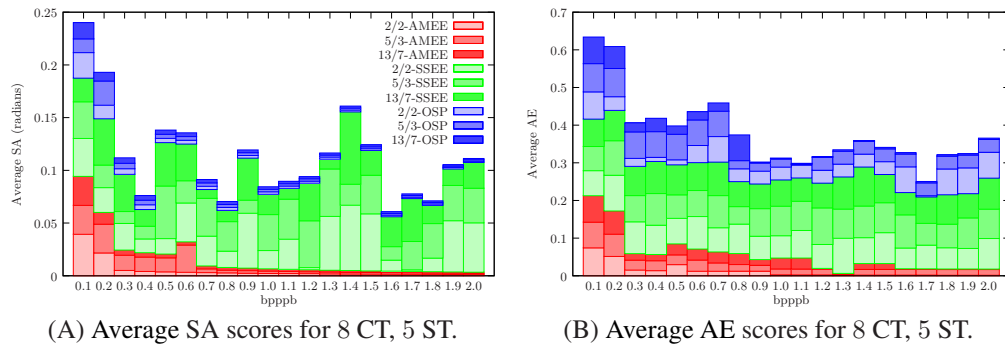 0.25
0.2
0.15
0.1
0.05
0
Average SA (radians)
2/2-AMEE
5/3-AMEE
13/7-AMEE
2/2-SSEE
5/3-SSEE
13/7-SSEE
2/2-OSP
5/3-OSP
13/7-OSP
0.1 0.2 0.3 0.4 0.5 0.6 0.7 0.8 0.9 1.0 1.1 1.2 1.3 1.4 1.5 1.6 1.7 1.8 1.9 2.0
bpppb
(A) Average SA scores for 8 CT, 5 ST.
0.7
0.6
0.5
0.4
0.3
0.2
0.1
0
Average AE
0.1 0.2 0.3 0.4 0.5 0.6 0.7 0.8 0.9 1.0 1.1 1.2 1.3 1.4 1.5 1.6 1.7 1.8 1.9 2.0
bpppb
(B) Average AE scores for 8 CT, 5 ST.